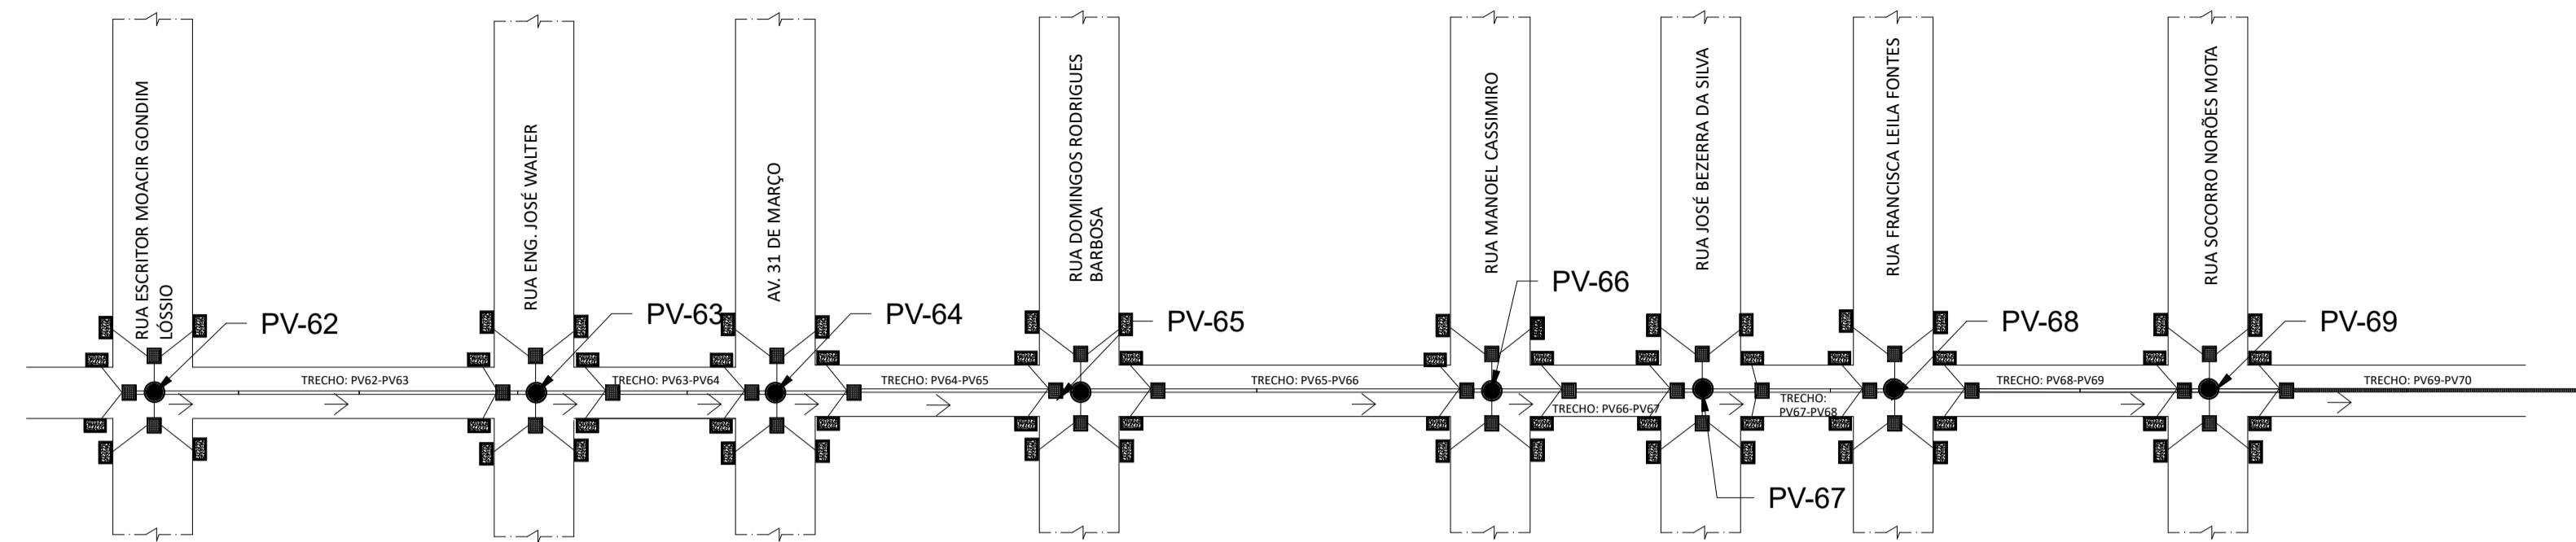 RUA ESCRITOR MOACIR GONDIM
LÓSSIO
RUA ENG. JOSÉ WALTER
AV. 31 DE MARÇO
RUA DOMINGOS RODRIGUES
BARBOSA
RUA MANOEL CASSIMIRO
RUA JOSÉ BEZERRA DA SILVA
RUA FRANCISCA LEILA FONTES
RUA SOCORRO NORÕES MOTA
PV-62
PV-63
PV-64
PV-65
PV-66
PV-68
PV-69
TRECHO: PV62-PV63
TRECHO: PV63-PV64
TRECHO: PV64-PV65
TRECHO: PV65-PV66
TRECHO: PV66-PV67
TRECHO:
PV67-PV68
TRECHO: PV68-PV69
TRECHO: PV69-PV70
PV-67